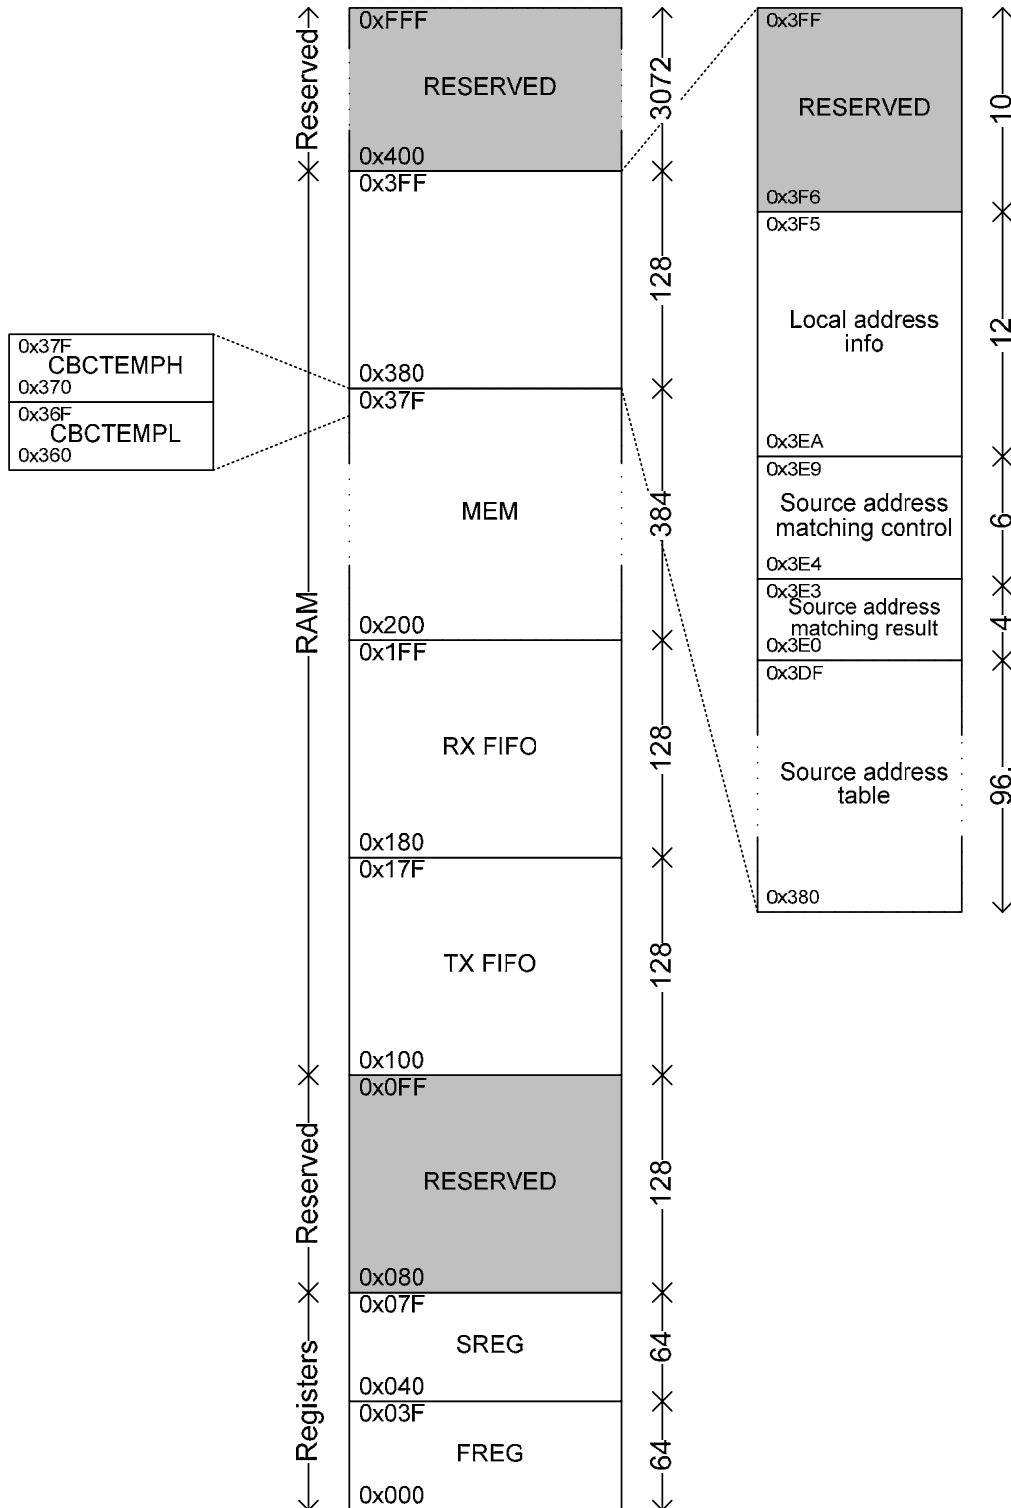 Reserved
0xFFF
RESERVED
0x400
3072
0x3FF
0x380
128
0x37F
CBCTEMPH
0x370
0x36F
CBCTEMPL
0x360
RAM
0x37F
MEM
0x200
384
0x1FF
RX FIFO
0x180
128
0x17F
TX FIFO
0x100
128
Reserved
0x0FF
RESERVED
0x080
128
Registers
0x07F
SREG
0x040
64
0x03F
FREG
0x000
64
0x3FF
RESERVED
0x3F6
10
0x3F5
Local address
info
0x3EA
12
0x3E9
Source address
matching control
0x3E4
6
0x3E3
Source address
matching result
0x3E0
4
0x3DF
Source address
table
0x380
96.